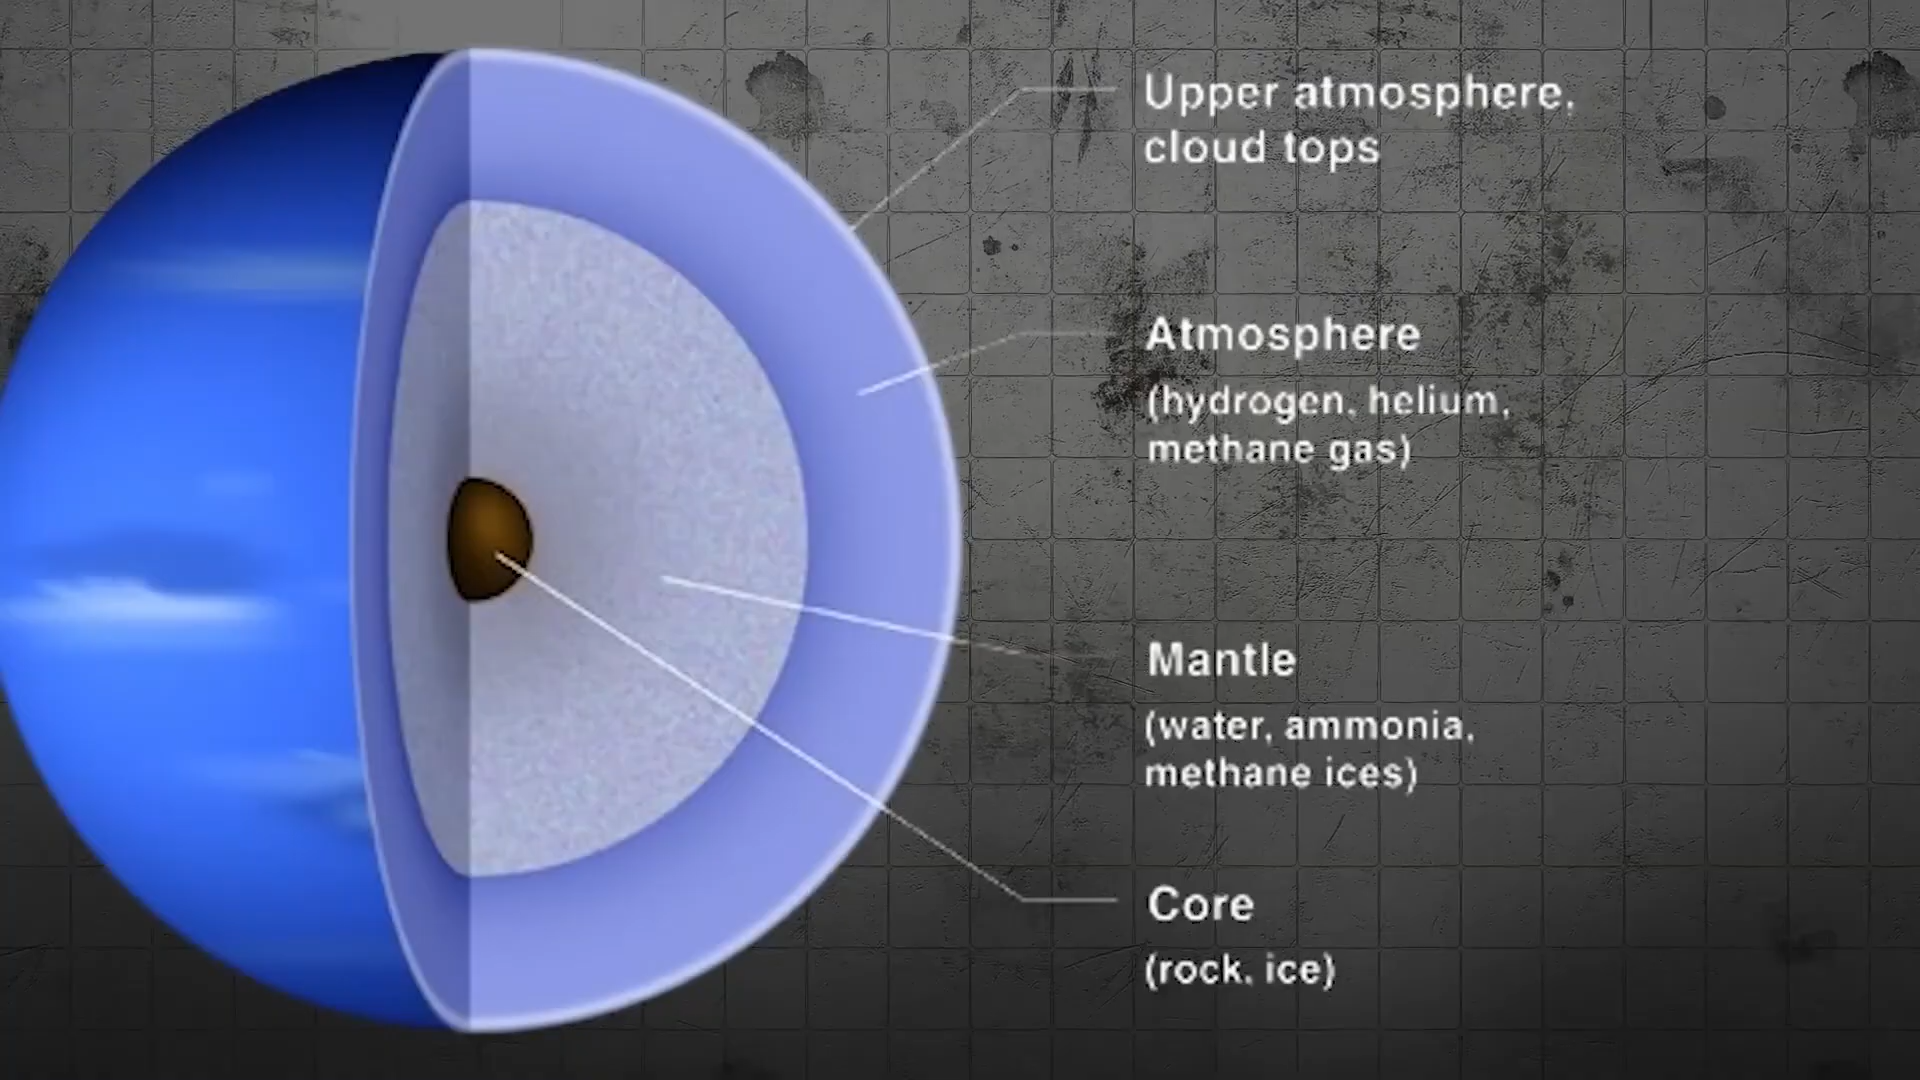 Upper atmosphere,
cloud tops
Atmosphere
(hydrogen, helium,
methane gas)
Mantle
(water, ammonia,
methane ices)
Core
(rock, ice)